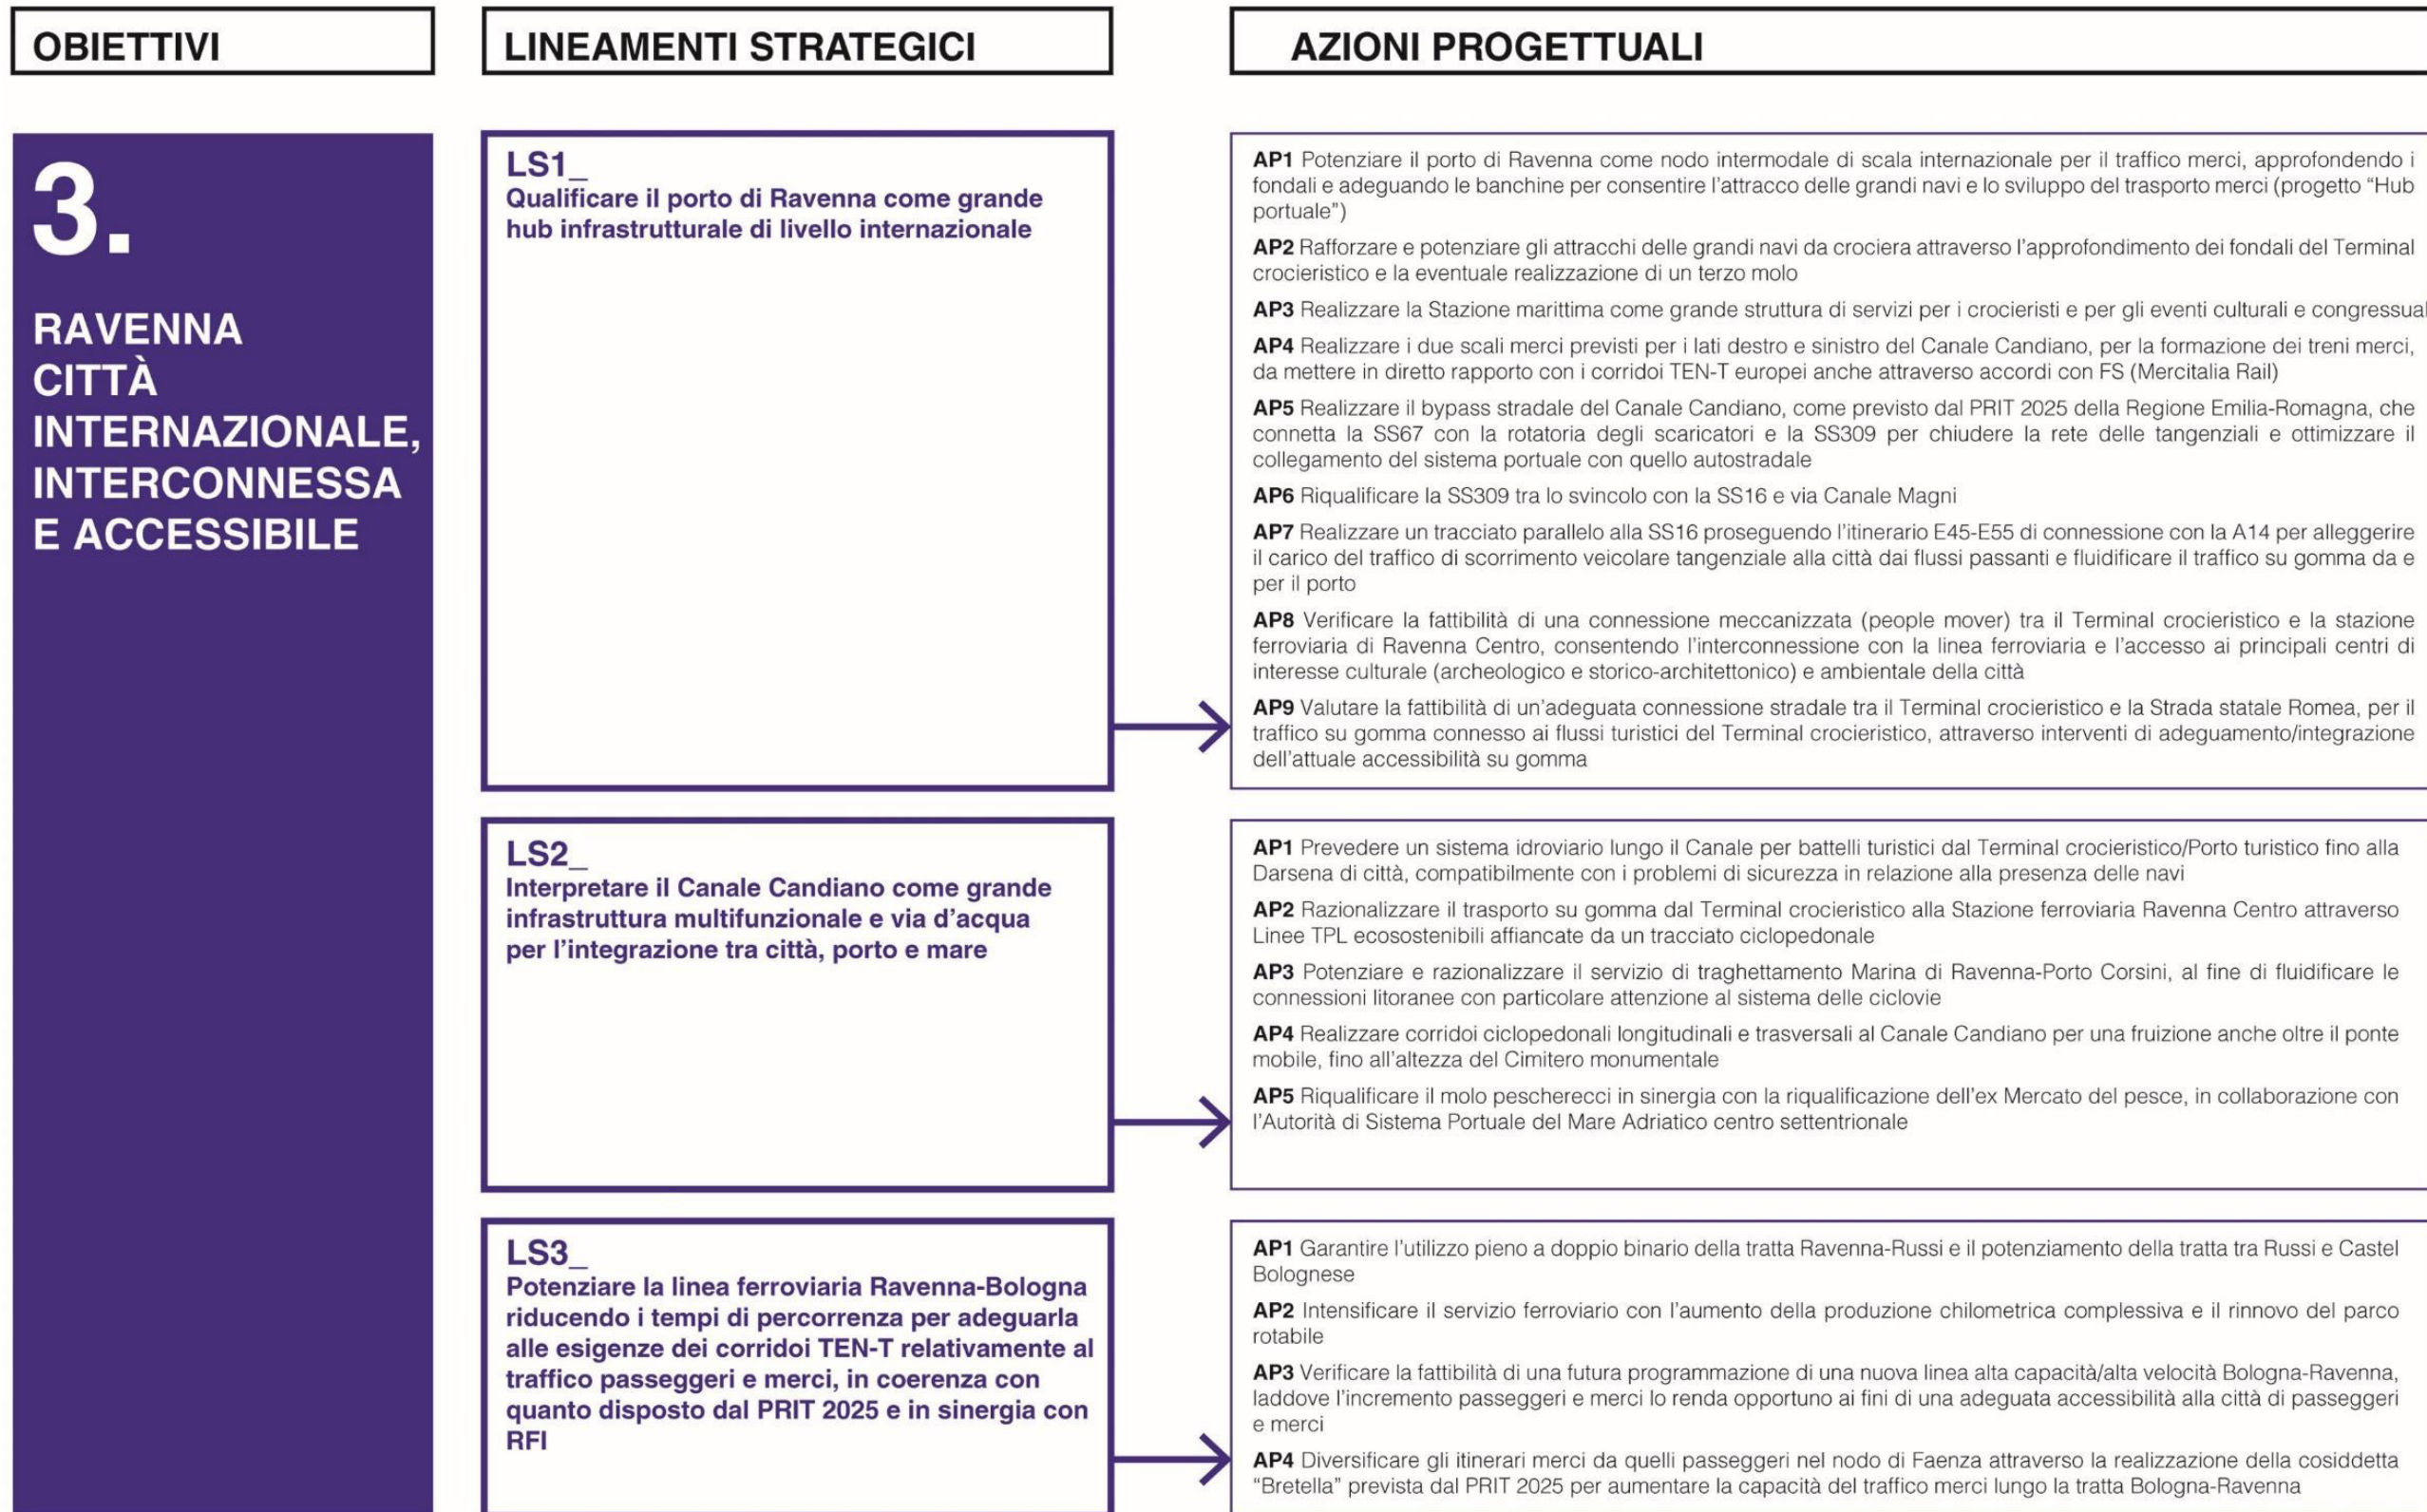 OBIETTIVI
LINEAMENTI STRATEGICI
AZIONI PROGETTUALI
3.
RAVENNA
CITTÀ
INTERNAZIONALE,
INTERCONNESSA
E ACCESSIBILE
LS1_
Qualificare il porto di Ravenna come grande
hub infrastrutturale di livello internazionale
AP1 Potenziare il porto di Ravenna come nodo intermodale di scala internazionale per il traffico merci, approfondendo i
fondali e adeguando le banchine per consentire l'attracco delle grandi navi e lo sviluppo del trasporto merci (progetto "Hub
portuale")
AP2 Rafforzare e potenziare gli attracchi delle grandi navi da crociera attraverso l'approfondimento dei fondali del Terminal
crocieristico e la eventuale realizzazione di un terzo molo
AP3 Realizzare la Stazione marittima come grande struttura di servizi per i crocieristi e per gli eventi culturali e congressual
AP4 Realizzare i due scali merci previsti per i lati destro e sinistro del Canale Candiano, per la formazione dei treni merci,
da mettere in diretto rapporto con i corridoi TEN-T europei anche attraverso accordi con FS (Mercitalia Rail)
AP5 Realizzare il bypass stradale del Canale Candiano, come previsto dal PRIT 2025 della Regione Emilia-Romagna, che
connetta la SS67 con la rotatoria degli scaricatori e la SS309 per chiudere la rete delle tangenziali e ottimizzare il
collegamento del sistema portuale con quello autostradale
AP6 Riqualificare la SS309 tra lo svincolo con la SS16 e via Canale Magni
AP7 Realizzare un tracciato parallelo alla SS16 proseguendo l'itinerario E45-E55 di connessione con la A14 per alleggerire
il carico del traffico di scorrimento veicolare tangenziale alla città dai flussi passanti e fluidificare il traffico su gomma da e
per il porto
AP8 Verificare la fattibilità di una connessione meccanizzata (people mover) tra il Terminal crocieristico e la stazione
ferroviaria di Ravenna Centro, consentendo l'interconnessione con la linea ferroviaria e l'accesso ai principali centri di
interesse culturale (archeologico e storico-architettonico) e ambientale della città
AP9 Valutare la fattibilità di un'adeguata connessione stradale tra il Terminal crocieristico e la Strada statale Romea, per il
traffico su gomma connesso ai flussi turistici del Terminal crocieristico, attraverso interventi di adeguamento/integrazione
dell'attuale accessibilità su gomma
LS2_
Interpretare il Canale Candiano come grande
infrastruttura multifunzionale e via d'acqua
per l'integrazione tra città, porto e mare
AP1 Prevedere un sistema idroviario lungo il Canale per battelli turistici dal Terminal crocieristico/Porto turistico fino alla
Darsena di città, compatibilmente con i problemi di sicurezza in relazione alla presenza delle navi
AP2 Razionalizzare il trasporto su gomma dal Terminal crocieristico alla Stazione ferroviaria Ravenna Centro attraverso
Linee TPL ecosostenibili affiancate da un tracciato ciclopedonale
AP3 Potenziare e razionalizzare il servizio di traghettamento Marina di Ravenna-Porto Corsini, al fine di fluidificare le
connessioni litoranee con particolare attenzione al sistema delle ciclovie
AP4 Realizzare corridoi ciclopedonali longitudinali e trasversali al Canale Candiano per una fruizione anche oltre il ponte
mobile, fino all'altezza del Cimitero monumentale
AP5 Riqualificare il molo pescherecci in sinergia con la riqualificazione dell'ex Mercato del pesce, in collaborazione con
l'Autorità di Sistema Portuale del Mare Adriatico centro settentrionale
LS3_
Potenziare la linea ferroviaria Ravenna-Bologna
riducendo i tempi di percorrenza per adeguarla
alle esigenze dei corridoi TEN-T relativamente al
traffico passeggeri e merci, in coerenza con
quanto disposto dal PRIT 2025 e in sinergia con
RFI
AP1 Garantire l'utilizzo pieno a doppio binario della tratta Ravenna-Russi e il potenziamento della tratta tra Russi e Castel
Bolognese
AP2 Intensificare il servizio ferroviario con l'aumento della produzione chilometrica complessiva e il rinnovo del parco
rotabile
AP3 Verificare la fattibilità di una futura programmazione di una nuova linea alta capacità/alta velocità Bologna-Ravenna,
laddove l'incremento passeggeri e merci lo renda opportuno ai fini di una adeguata accessibilità alla città di passeggeri
e merci
AP4 Diversificare gli itinerari merci da quelli passeggeri nel nodo di Faenza attraverso la realizzazione della cosiddetta
"Bretella" prevista dal PRIT 2025 per aumentare la capacità del traffico merci lungo la tratta Bologna-Ravenna